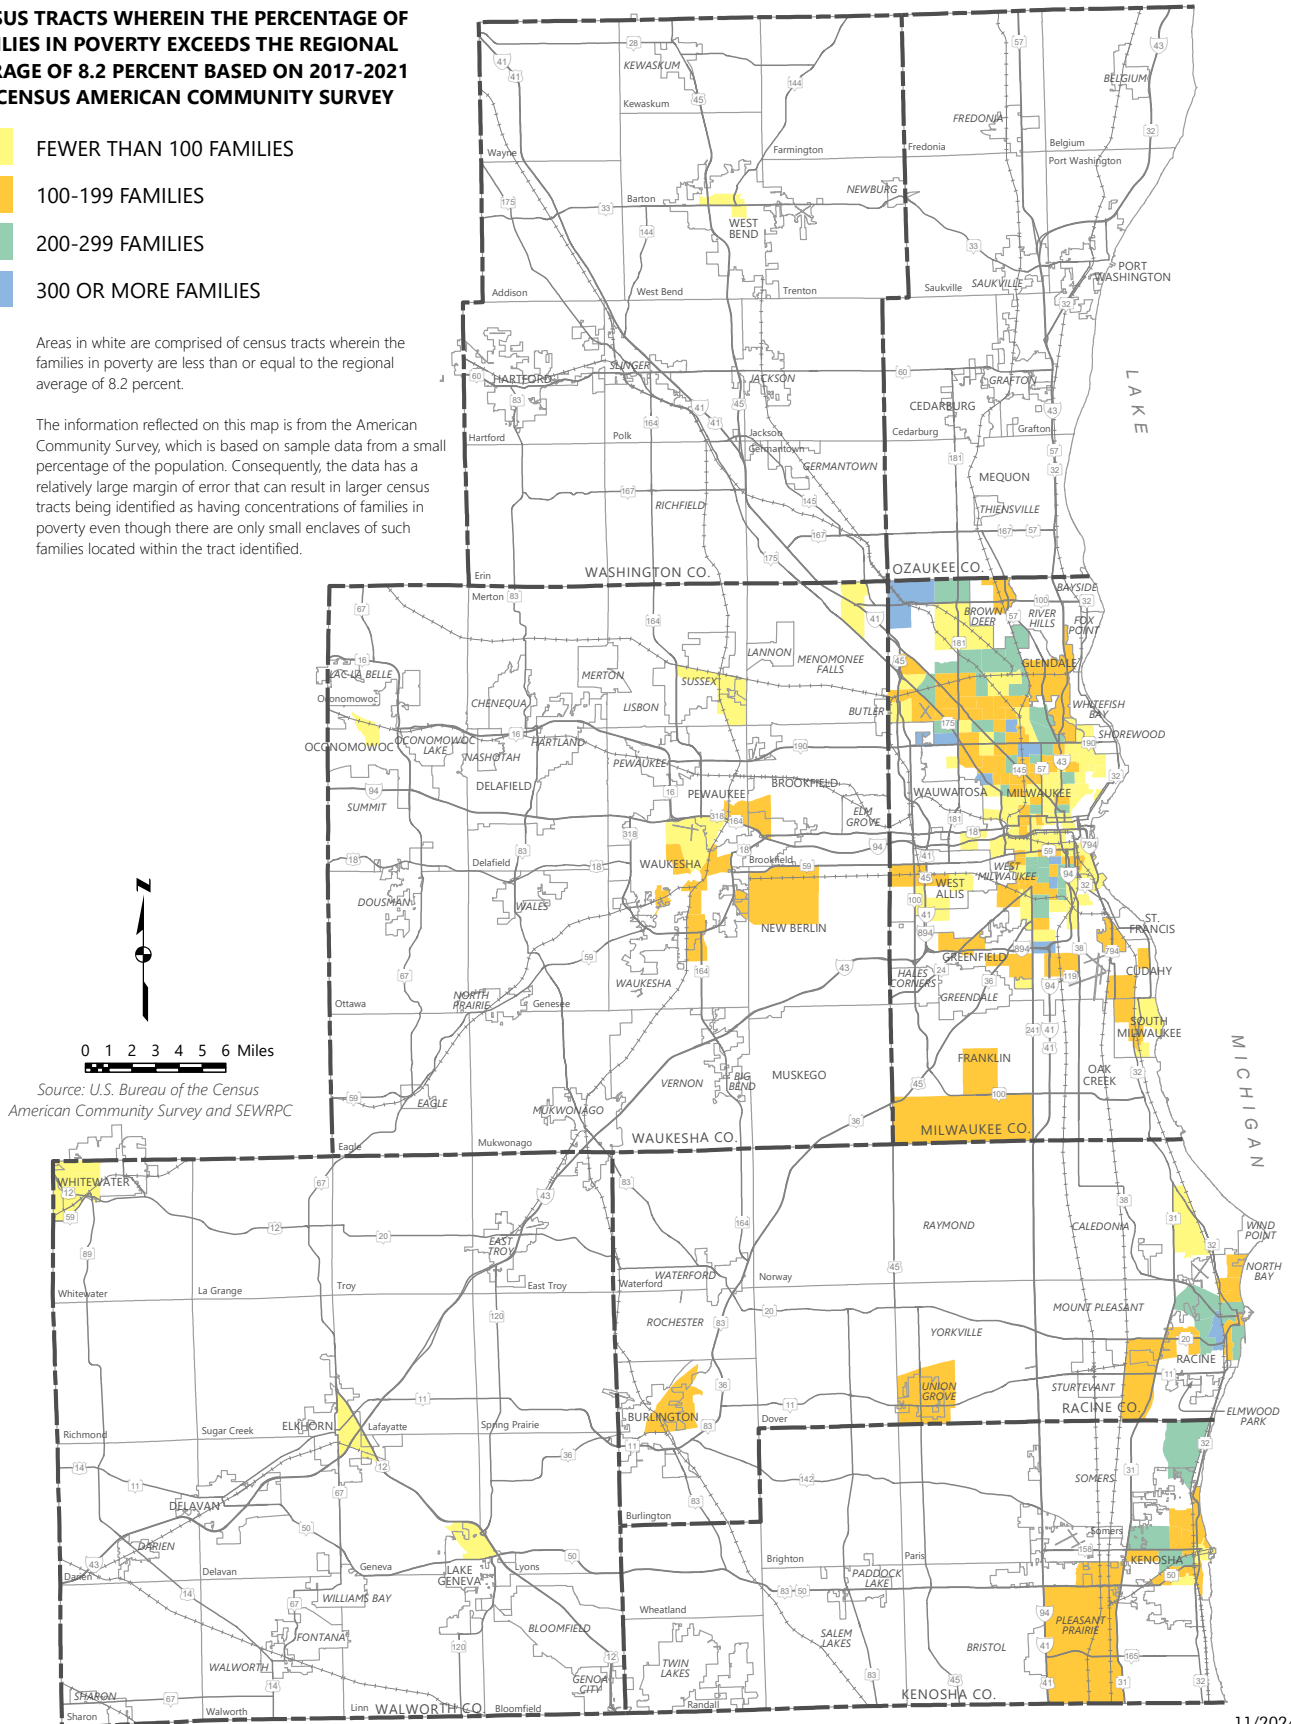 SUS TRACTS WHEREIN THE PERCENTAGE OF
ILIES IN POVERTY EXCEEDS THE REGIONAL
RAGE OF 8.2 PERCENT BASED ON 2017-2021
CENSUS AMERICAN COMMUNITY SURVEY
FEWER THAN 100 FAMILIES
100-199 FAMILIES
200-299 FAMILIES
300 OR MORE FAMILIES
Areas in white are comprised of census tracts wherein the
families in poverty are less than or equal to the regional
average of 8.2 percent.
The information reflected on this map is from the American
Community Survey, which is based on sample data from a small
percentage of the population. Consequently, the data has a
relatively large margin of error that can result in larger census
tracts being identified as having concentrations of families in
poverty even though there are only small enclaves of such
families located within the tract identified.
KEWASKUM
Kewaskum
Wayne
Farmington
Barton
WEST
BEND
NEWBURG
Addison
West Bend
Trenton
HARTFORD
SLINGER
JACKSON
Hartford
Polk
Jackson
Germantown
GERMANTOWN
RICHFIELD
Erin
WASHINGTON CO.
BELGIUM
FREDONIA
Fredonia
Belgium
Port Washington
PORT
WASHINGTON
SAUKVILLE
Saukville
GRAFTON
CEDARBURG
Cedarburg
Grafton
MEQUON
THIENSVILLE
OZAUKEE CO.
LAKE
MICHIGAN
Merton
LAC LA BELLE
Oconomowoc
OCONOMOWOC
OCONOMOWOC
LAKE
CHENEQUA
MERTON
LISBON
SUSSEX
LANNON
MENOMONEE
FALLS
BUTLER
NASHOTAH
HARTLAND
DELAFIELD
SUMMIT
PEWAUKEE
PEWAUKEE
BROOKFIELD
ELM
GROVE
Delafield
WAUKESHA
Brookfield
DOUSMAN
WALES
NEW BERLIN
WAUKESHA
Ottawa
NORTH
PRAIRIE
Genesee
VERNON
BIG
BEND
MUSKEGO
EAGLE
MUKWONAGO
Eagle
Mukwonago
WAUKESHA CO.
BAYSIDE
BROWN
DEER
RIVER
HILLS
FOX
POINT
GLENDALE
WHITEFISH
BAY
SHOREWOOD
WAUWATOSA
MILWAUKEE
WEST
MILWAUKEE
WEST
ALLIS
ST.
FRANCIS
GREENFIELD
CUDAHY
HALES
CORNERS
GREENDALE
SOUTH
MILWAUKEE
FRANKLIN
OAK
CREEK
MILWAUKEE CO.
0 1 2 3 4 5 6 Miles
Source: U.S. Bureau of the Census
American Community Survey and SEWRPC
WHITEWATER
Whitewater
La Grange
Troy
EAST
TROY
East Troy
ELKHORN
Richmond
Sugar Creek
Lafayatte
Spring Prairie
DELAVAN
DARIEN
Darien
Delavan
Geneva
LAKE
GENEVA
Lyons
WILLIAMS BAY
FONTANA
WALWORTH
BLOOMFIELD
GENOA
CITY
SHARON
Sharon
Walworth
Linn
WALWORTH CO.
Bloomfield
WATERFORD
Waterford
Norway
ROCHESTER
RAYMOND
CALEDONIA
WIND
POINT
NORTH
BAY
MOUNT PLEASANT
YORKVILLE
RACINE
UNION
GROVE
STURTEVANT
BURLINGTON
Dover
RACINE CO.
ELMWOOD
PARK
Burlington
SOMERS
Somers
Brighton
Paris
PADDOCK
LAKE
KENOSHA
Wheatland
SALEM
LAKES
BRISTOL
PLEASANT
PRAIRIE
TWIN
LAKES
Randall
KENOSHA CO.